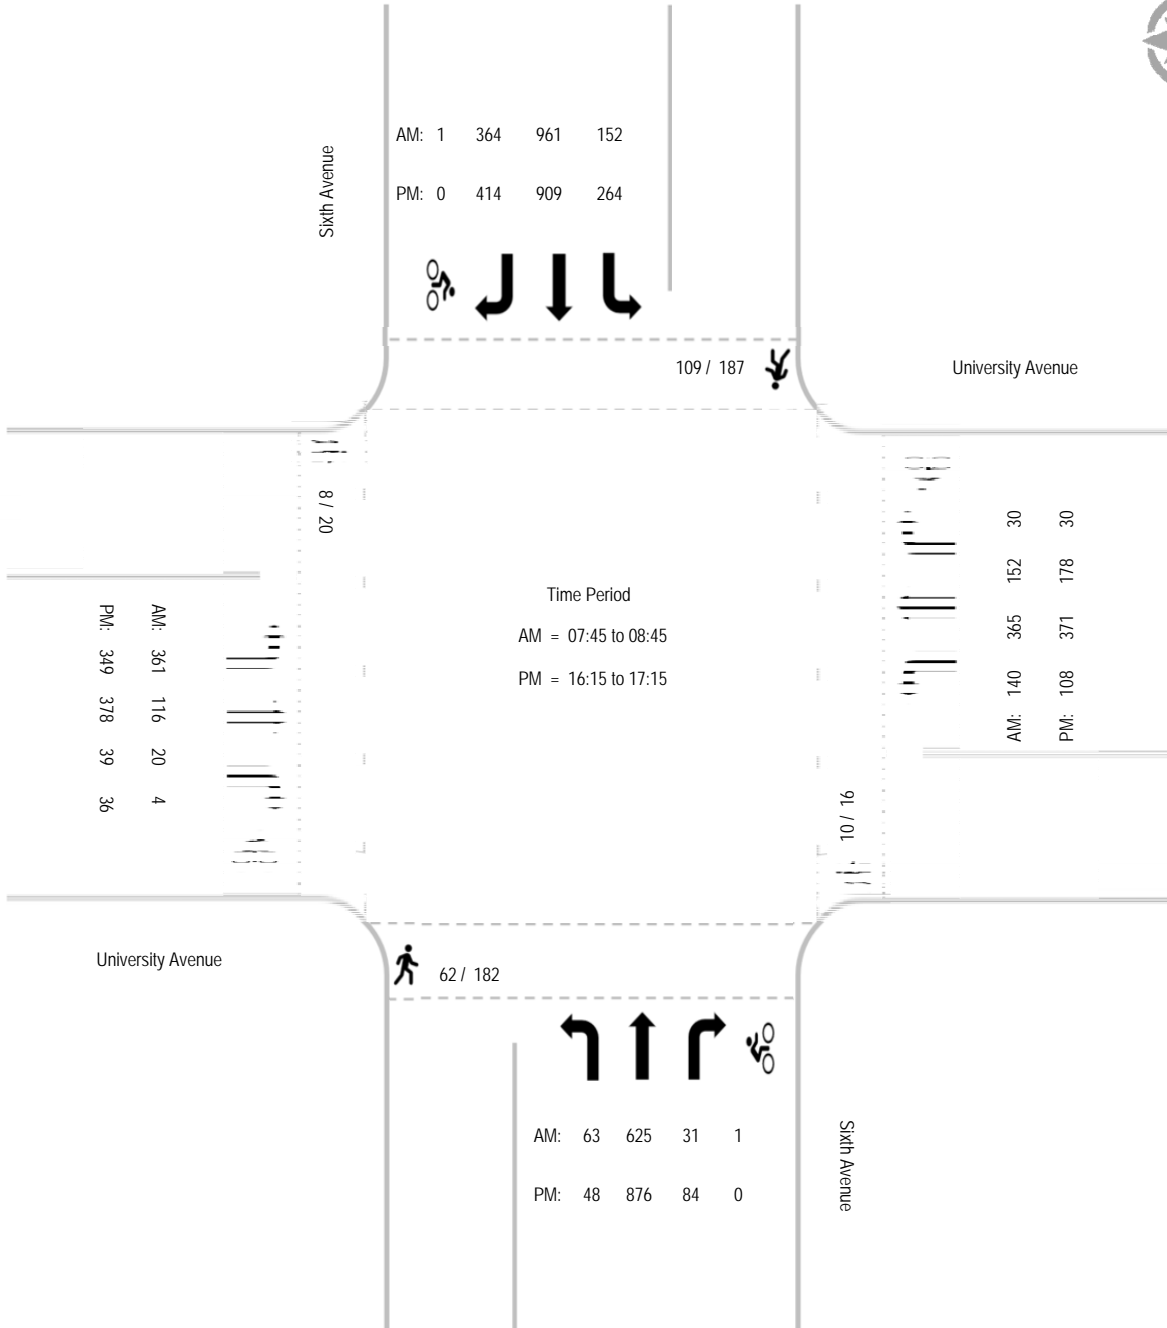 AM: 1 364 961 152
PM: 0 414 909 264
Sixth Avenue
109 / 187
University Avenue
8 / 20
AM: 140 365 152 30
PM: 108 371 178 30
Time Period
AM = 07:45 to 08:45
PM = 16:15 to 17:15
AM: 361 116 20 4
PM: 349 378 39 36
10 / 16
University Avenue
62 / 182
AM: 63 625 31 1
PM: 48 876 84 0
Sixth Avenue